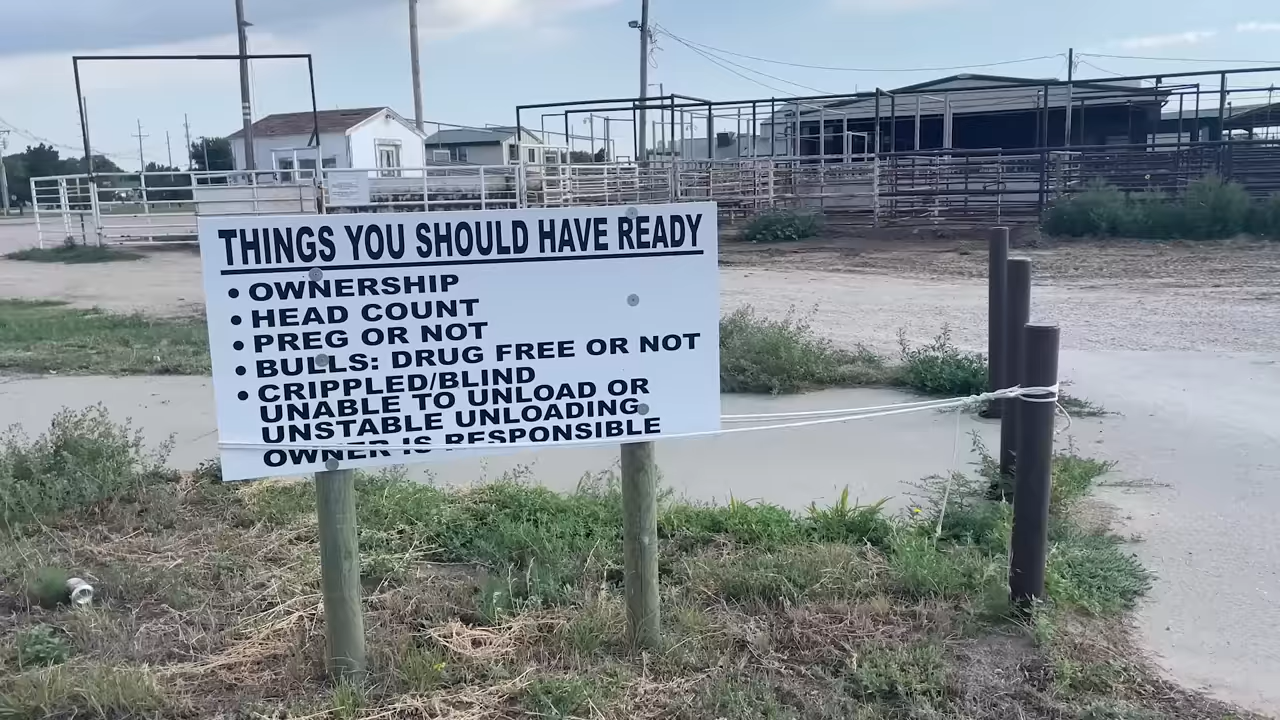 THINGS YOU SHOULD HAVE READY
• OWNERSHIP
• HEAD COUNT
• PREG OR NOT
• BULLS: DRUG FREE OR NOT
• CRIPPLED/BLIND
UNABLE TO UNLOAD OR
UNSTABLE UNLOADING
OWNER IS RESPONSIBLE